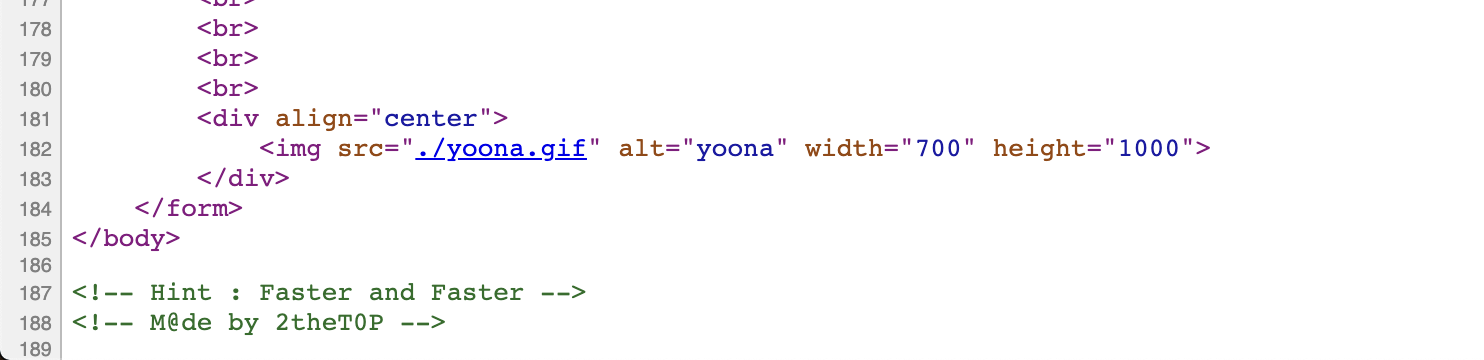 177 <br>
178 <br>
179 <br>
180 <br>
181 <div align="center">
182 <img src="./yoona.gif" alt="yoona" width="700" height="1000">
183 </div>
184 </form>
185 </body>
186
187 <!-- Hint : Faster and Faster -->
188 <!-- M@de by 2theT0P -->
189